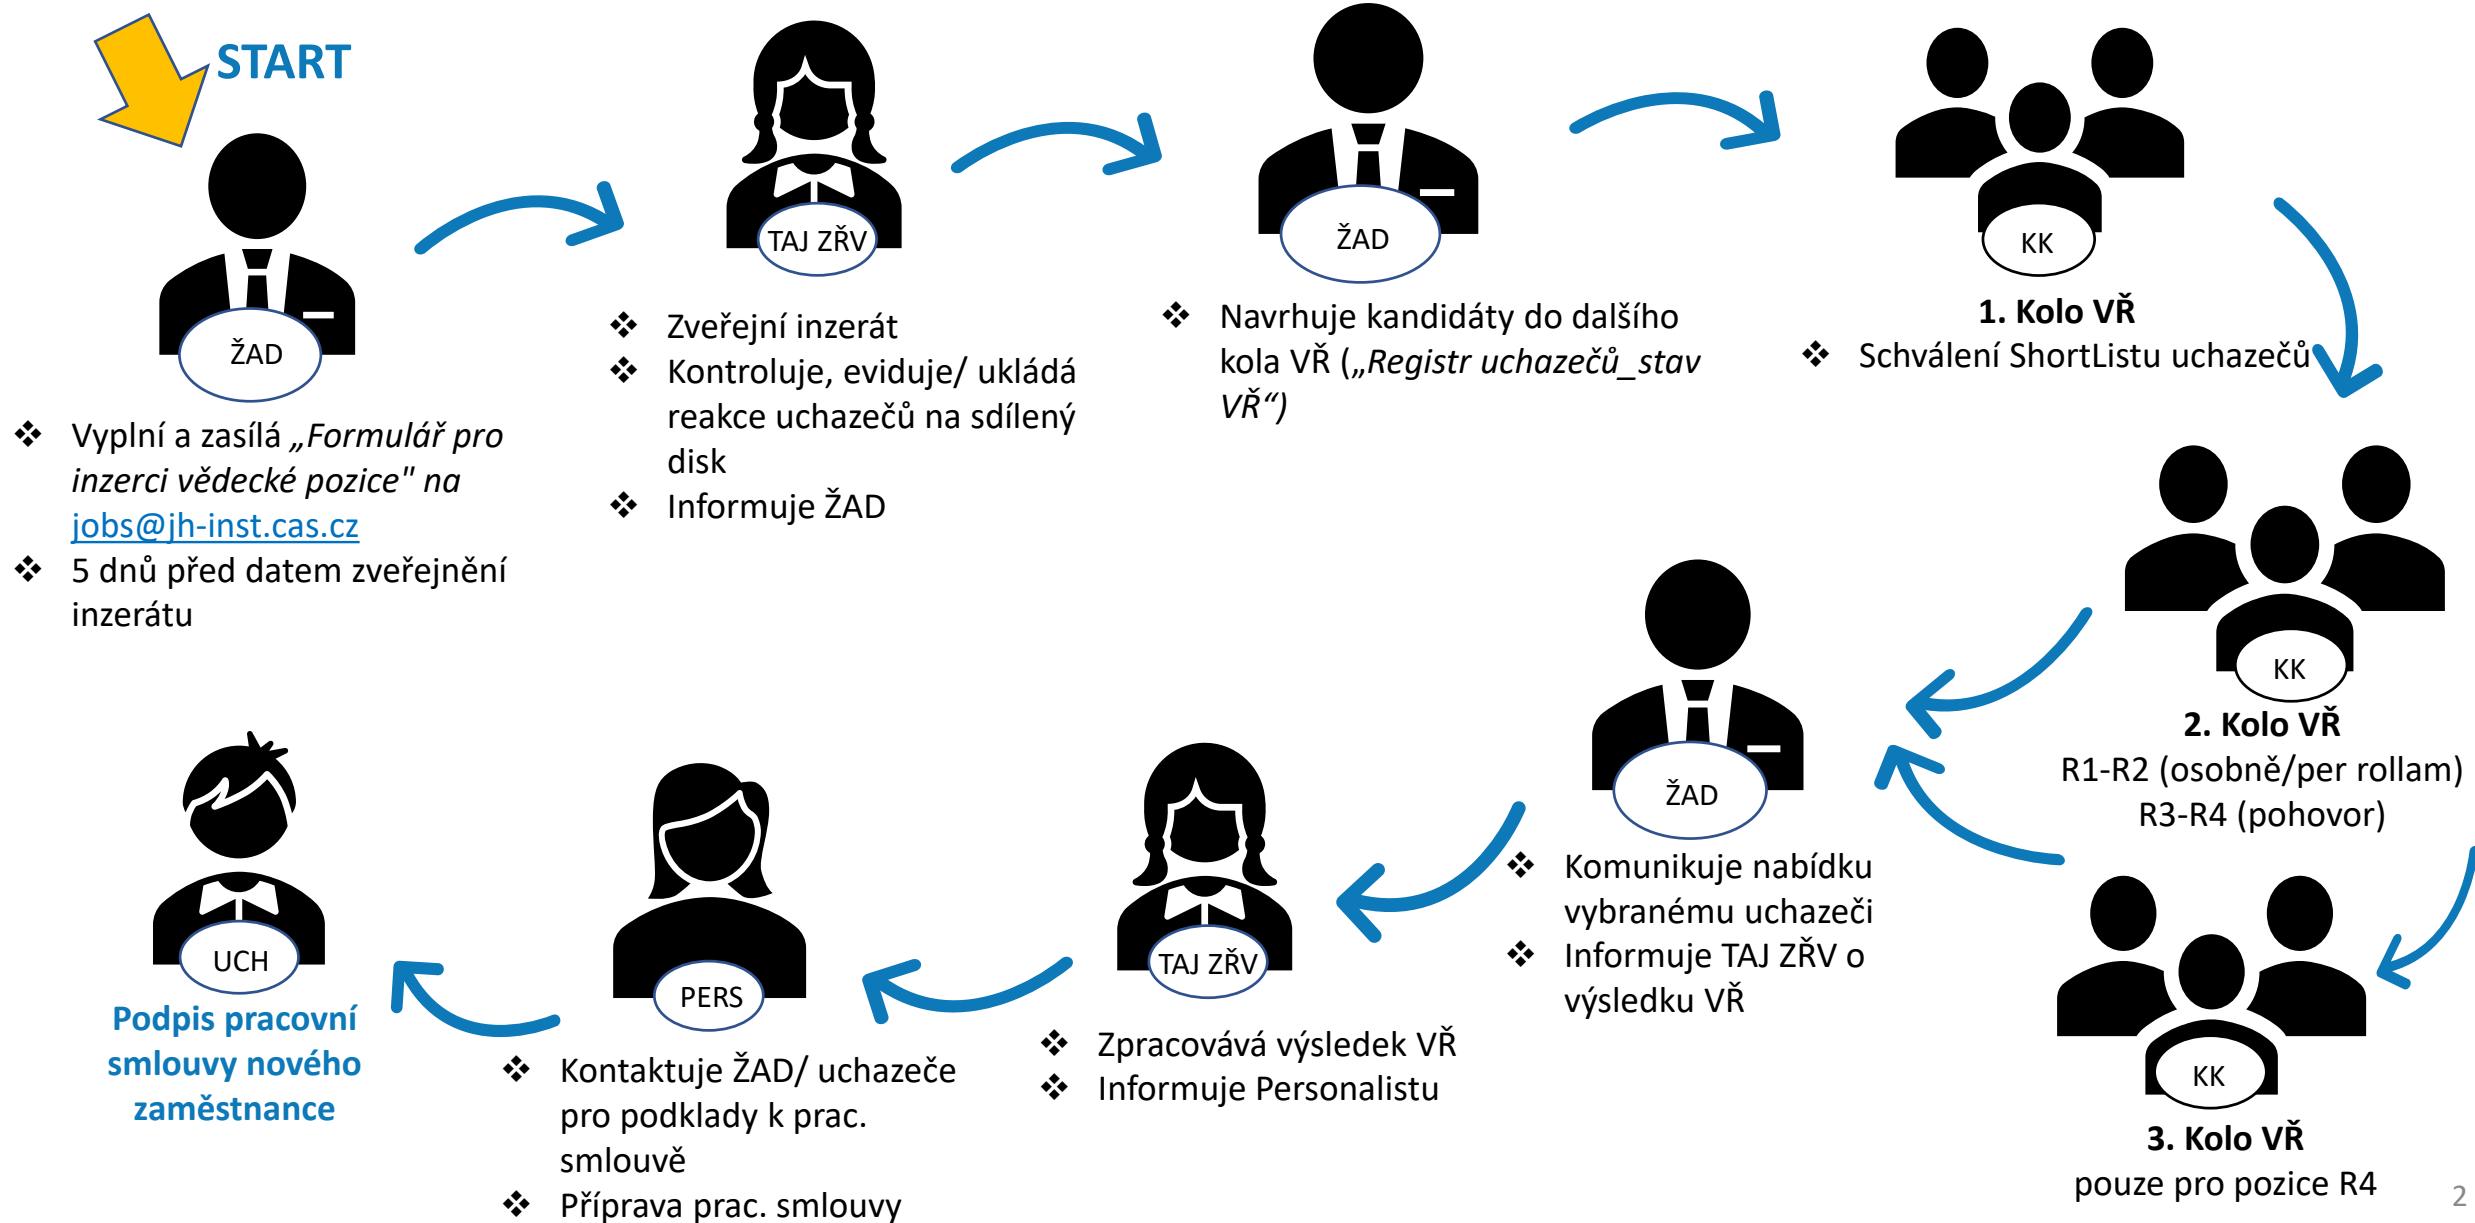 START
ŽAD
❖ Vyplní a zasílá „Formulář pro
inzerci vědecké pozice" na
jobs@jh-inst.cas.cz
❖ 5 dnů před datem zveřejnění
inzerátu
TAJ ZŘV
❖ Zveřejní inzerát
❖ Kontroluje, eviduje/ ukládá
reakce uchazečů na sdílený
disk
❖ Informuje ŽAD
ŽAD
❖ Navrhuje kandidáty do dalšího
kola VŘ („Registr uchazečů_stav
VŘ“)
KK
1. Kolo VŘ
❖ Schválení ShortListu uchazečů
KK
2. Kolo VŘ
R1-R2 (osobně/per rollam)
R3-R4 (pohovor)
KK
3. Kolo VŘ
pouze pro pozice R4
ŽAD
❖ Komunikuje nabídku
vybranému uchazeči
❖ Informuje TAJ ZŘV o
výsledku VŘ
TAJ ZŘV
❖ Zpracovává výsledek VŘ
❖ Informuje Personalistu
PERS
❖ Kontaktuje ŽAD/ uchazeče
pro podklady k prac.
smlouvě
❖ Příprava prac. smlouvy
UCH
Podpis pracovní
smlouvy nového
zaměstnance
2